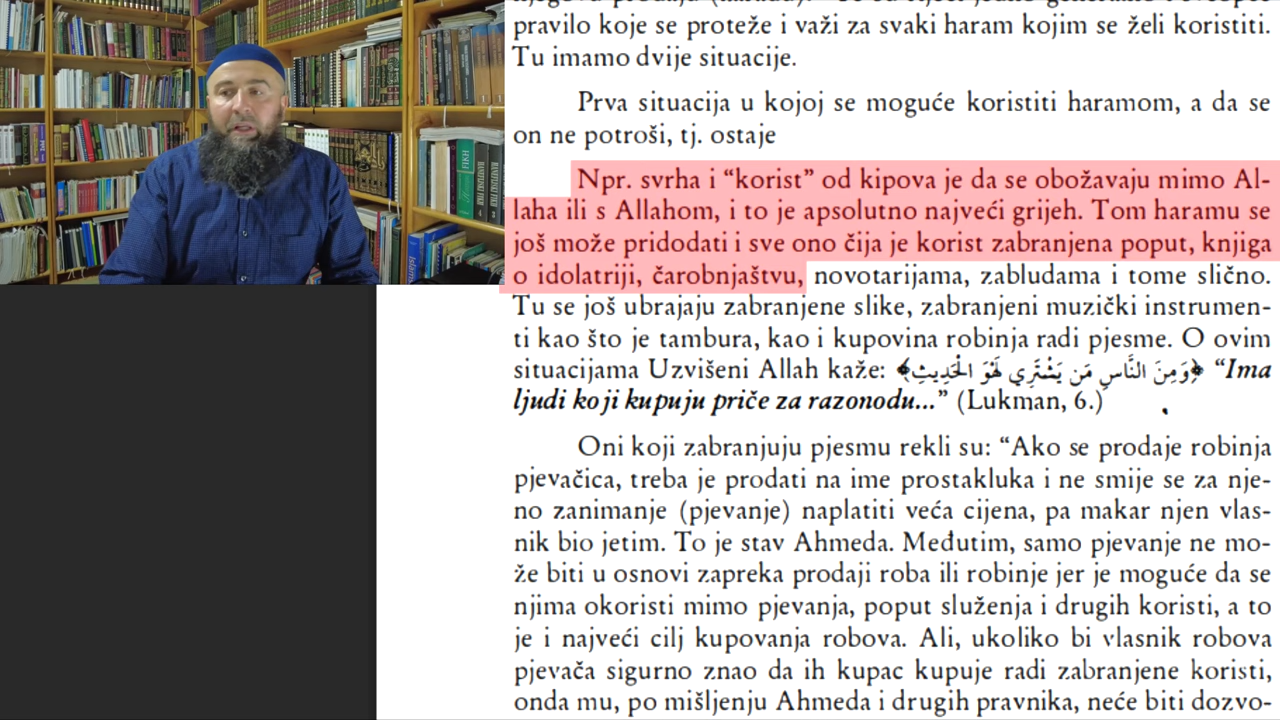 pravilo koje se proteže i važi za svaki haram kojim se želi koristiti.
Tu imamo dvije situacije.
Prva situacija u kojoj se moguće koristiti haramom, a da se
on ne potroši, tj. ostaje
Npr. svrha i “korist” od kipova je da se obožavaju mimo Al-
laha ili s Allahom, i to je apsolutno najveći grijeh. Tom haramu se
još može pridodati i sve ono čija je korist zabranjena poput, knjiga
o idolatriji, čarobnjaštvu, novotarijama, zabludama i tome slično.
Tu se još ubrajaju zabranjene slike, zabranjeni muzički instrumen-
ti kao što je tambura, kao i kupovina robinja radi pjesme. O ovim
situacijama Uzvišeni Allah kaže: ﴿وَمِنَ النَّاسِ مَن يَشْتَرِي لَهْوَ الْحَدِيثِ﴾ “Ima
ljudi koji kupuju priče za razonodu...” (Lukman, 6.)
Oni koji zabranjuju pjesmu rekli su: “Ako se prodaje robinja
pjevačica, treba je prodati na ime prostakluka i ne smije se za nje-
no zanimanje (pjevanje) naplatiti veća cijena, pa makar njen vlas-
nik bio jetim. To je stav Ahmeda. Međutim, samo pjevanje ne mo-
že biti u osnovi zapreka prodaji roba ili robinje jer je moguće da se
njima okoristi mimo pjevanja, poput služenja i drugih koristi, a to
je i najveći cilj kupovanja robova. Ali, ukoliko bi vlasnik robova
pjevača sigurno znao da ih kupac kupuje radi zabranjene koristi,
onda mu, po mišljenju Ahmeda i drugih pravnika, neće biti dozvo-
FIKH